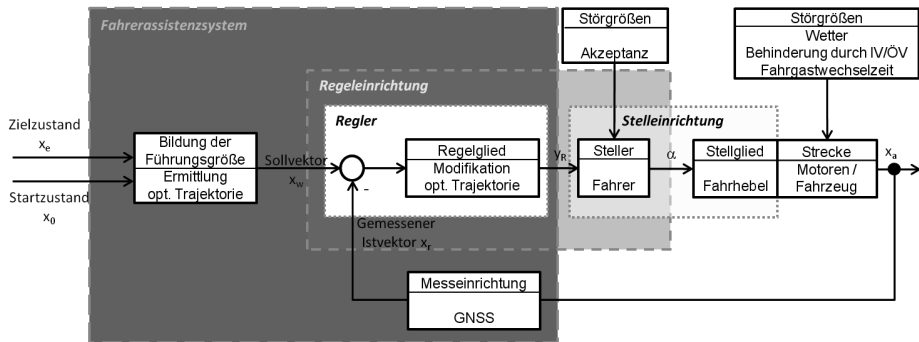 Fahrerassistenzsystem
Störgrößen
Akzeptanz
Störgrößen
Wetter
Behinderung durch IV/ÖV
Fahrgastwechselzeit
Regeleinrichtung
Regler
Stelleinrichtung
Zielzustand
xe
Startzustand
x0
Bildung der
Führungsgröße
Ermittlung
opt. Trajektorie
Sollvektor
xw
-
Regelglied
Modifikation
opt. Trajektorie
yR
Steller
Fahrer
α
Stellglied
Fahrhebel
Strecke
Motoren /
Fahrzeug
xa
Gemessener
Istvektor xr
Messeinrichtung
GNSS